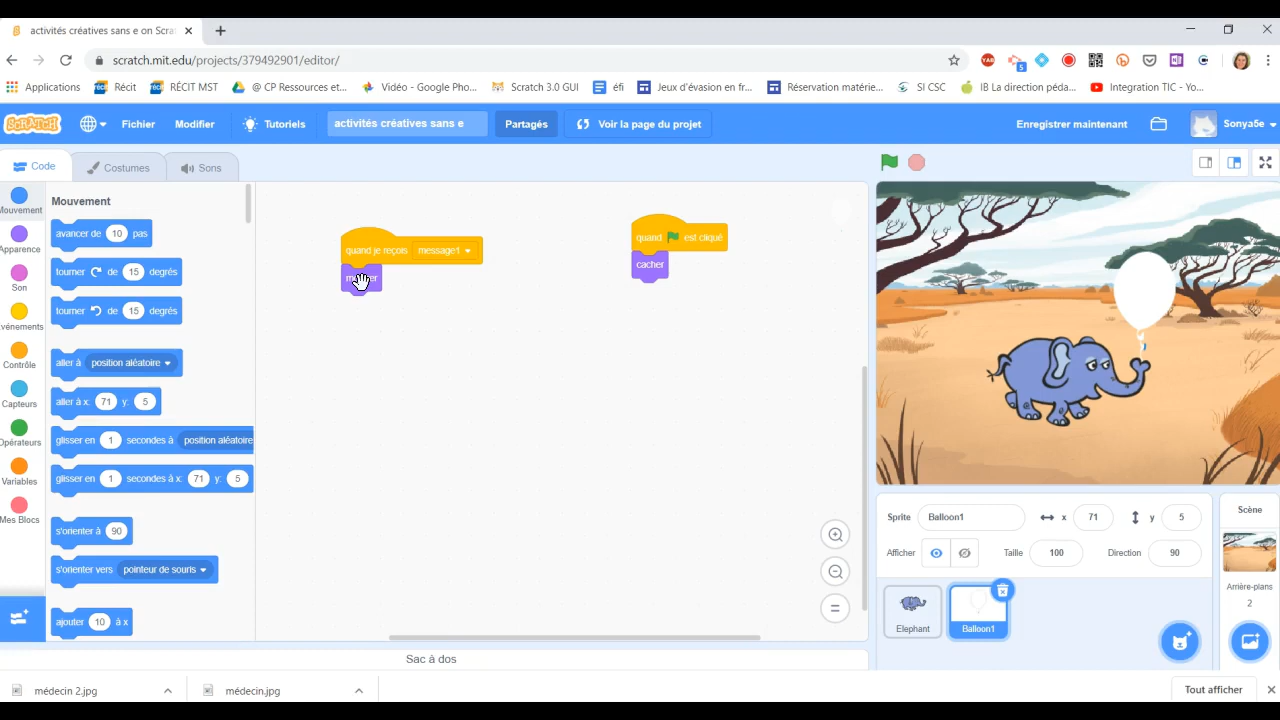 activités créatives sans e on Scra
scratch.mit.edu/projects/379492901/editor/
YAB
5
Applications
Récit
RÉCIT MST
@ CP Ressources et...
Vidéo - Google Pho...
Scratch 3.0 GUI
éfi
Jeux d'évasion en fr...
Réservation matérie...
SI CSC
IB La direction péda...
Integration TIC - Yo...
SCRATCH
Fichier
Modifier
Tutoriels
activités créatives sans e
Partagés
Voir la page du projet
Enregistrer maintenant
Sonya5e
Code
Costumes
Sons
Mouvement
Apparence
Son
vénements
Contrôle
Capteurs
Opérateurs
Variables
Mes Blocs
Mouvement
avancer de 10 pas
tourner de 15 degrés
tourner de 15 degrés
aller à position aléatoire
aller à x: 71 y: 5
glisser en 1 secondes à position aléatoire
glisser en 1 secondes à x: 71 y: 5
s'orienter à 90
s'orienter vers pointeur de souris
ajouter 10 à x
quand je reçois message1
quand est cliqué
cacher
Sprite Balloon1 x 71 y 5
Afficher Taille 100 Direction 90
Elephant
Balloon1
Scène
Arrière-plans
2
Sac à dos
médecin 2.jpg
médecin.jpg
Tout afficher